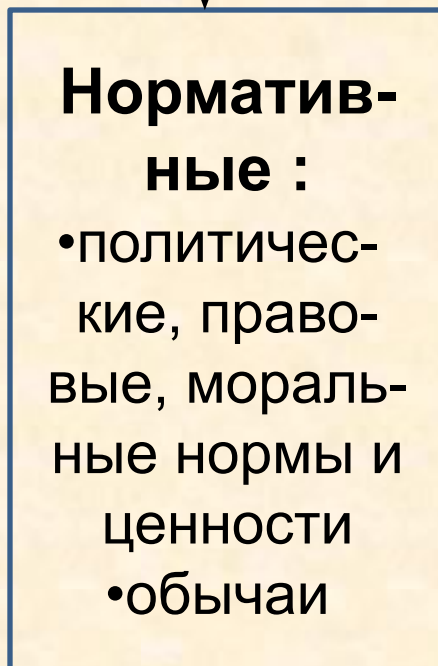 Норматив-
ные :
•политичес-
кие, право-
вые, мораль-
ные нормы и
ценности
•обычаи